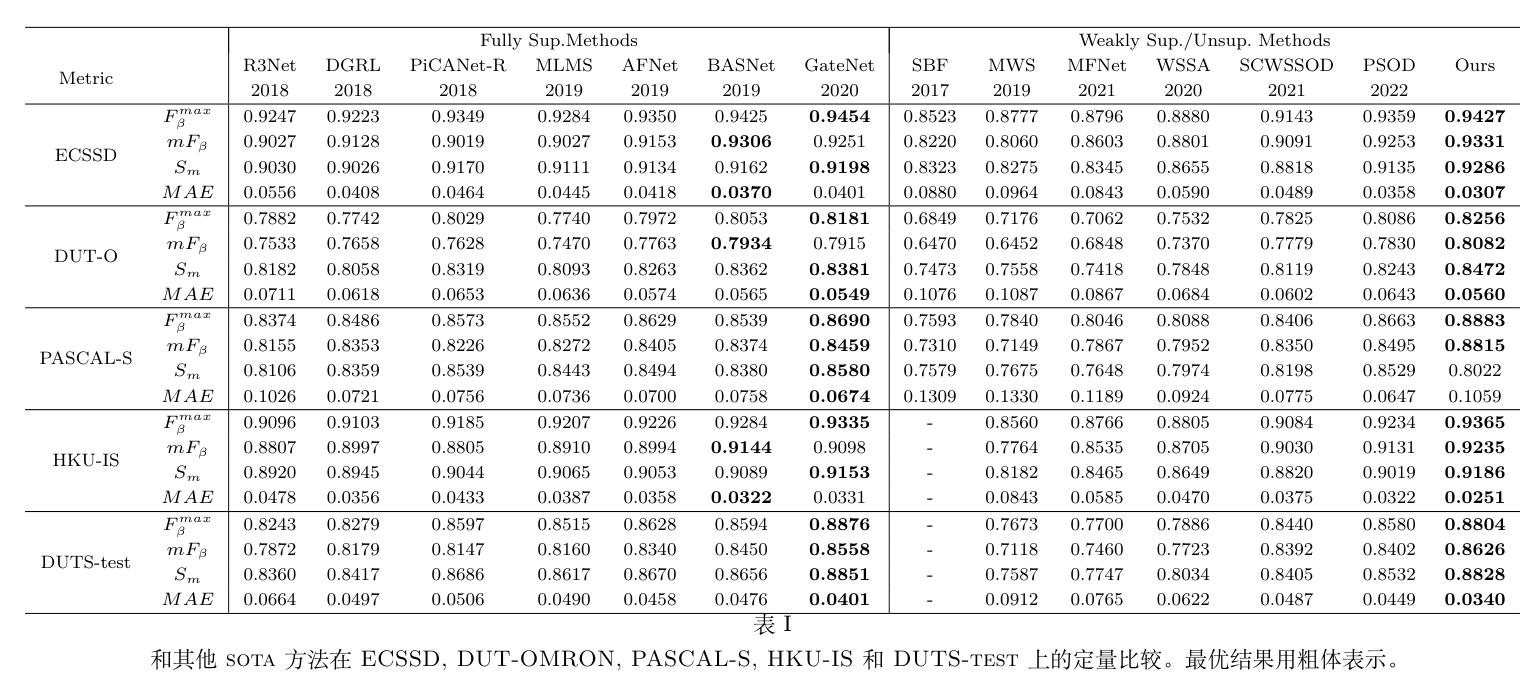 Fully Sup.Methods Weakly Sup./Unsup. Methods
Metric R3Net DGRL PiCANet-R MLMS AFNet BASNet GateNet SBF MWS MFNet WSSA SCWSSOD PSOD Ours
2018 2018 2018 2019 2019 2019 2020 2017 2019 2021 2020 2021 2022
ECSSD
F_β^max 0.9247 0.9223 0.9349 0.9284 0.9350 0.9425 0.9454 0.8523 0.8777 0.8796 0.8880 0.9143 0.9359 0.9427
mF_β 0.9027 0.9128 0.9019 0.9027 0.9153 0.9306 0.9251 0.8220 0.8060 0.8603 0.8801 0.9091 0.9253 0.9331
S_m 0.9030 0.9026 0.9170 0.9111 0.9134 0.9162 0.9198 0.8323 0.8275 0.8345 0.8655 0.8818 0.9135 0.9286
MAE 0.0556 0.0408 0.0464 0.0445 0.0418 0.0370 0.0401 0.0880 0.0964 0.0843 0.0590 0.0489 0.0358 0.0307
DUT-O
F_β^max 0.7882 0.7742 0.8029 0.7740 0.7972 0.8053 0.8181 0.6849 0.7176 0.7062 0.7532 0.7825 0.8086 0.8256
mF_β 0.7533 0.7658 0.7628 0.7470 0.7763 0.7934 0.7915 0.6470 0.6452 0.6848 0.7370 0.7779 0.7830 0.8082
S_m 0.8182 0.8058 0.8319 0.8093 0.8263 0.8362 0.8381 0.7473 0.7558 0.7418 0.7848 0.8119 0.8243 0.8472
MAE 0.0711 0.0618 0.0653 0.0636 0.0574 0.0565 0.0549 0.1076 0.1087 0.0867 0.0684 0.0602 0.0643 0.0560
PASCAL-S
F_β^max 0.8374 0.8486 0.8573 0.8552 0.8629 0.8539 0.8690 0.7593 0.7840 0.8046 0.8088 0.8406 0.8663 0.8883
mF_β 0.8155 0.8353 0.8226 0.8272 0.8405 0.8374 0.8459 0.7310 0.7149 0.7867 0.7952 0.8350 0.8495 0.8815
S_m 0.8106 0.8359 0.8539 0.8443 0.8494 0.8380 0.8580 0.7579 0.7675 0.7648 0.7974 0.8198 0.8529 0.8022
MAE 0.1026 0.0721 0.0756 0.0736 0.0700 0.0758 0.0674 0.1309 0.1330 0.1189 0.0924 0.0775 0.0647 0.1059
HKU-IS
F_β^max 0.9096 0.9103 0.9185 0.9207 0.9226 0.9284 0.9335 - 0.8560 0.8766 0.8805 0.9084 0.9234 0.9365
mF_β 0.8807 0.8997 0.8805 0.8910 0.8994 0.9144 0.9098 - 0.7764 0.8535 0.8705 0.9030 0.9131 0.9235
S_m 0.8920 0.8945 0.9044 0.9065 0.9053 0.9089 0.9153 - 0.8182 0.8465 0.8649 0.8820 0.9019 0.9186
MAE 0.0478 0.0356 0.0433 0.0387 0.0358 0.0322 0.0331 - 0.0843 0.0585 0.0470 0.0375 0.0322 0.0251
DUTS-test
F_β^max 0.8243 0.8279 0.8597 0.8515 0.8628 0.8594 0.8876 - 0.7673 0.7700 0.7886 0.8440 0.8580 0.8804
mF_β 0.7872 0.8179 0.8147 0.8160 0.8340 0.8450 0.8558 - 0.7118 0.7460 0.7723 0.8392 0.8402 0.8626
S_m 0.8360 0.8417 0.8686 0.8617 0.8670 0.8656 0.8851 - 0.7587 0.7747 0.8034 0.8405 0.8532 0.8828
MAE 0.0664 0.0497 0.0506 0.0490 0.0458 0.0476 0.0401 - 0.0912 0.0765 0.0622 0.0487 0.0449 0.0340
表 I
和其他 SOTA 方法在 ECSSD, DUT-OMRON, PASCAL-S, HKU-IS 和 DUTS-TEST 上的定量比较。最优结果用粗体表示。